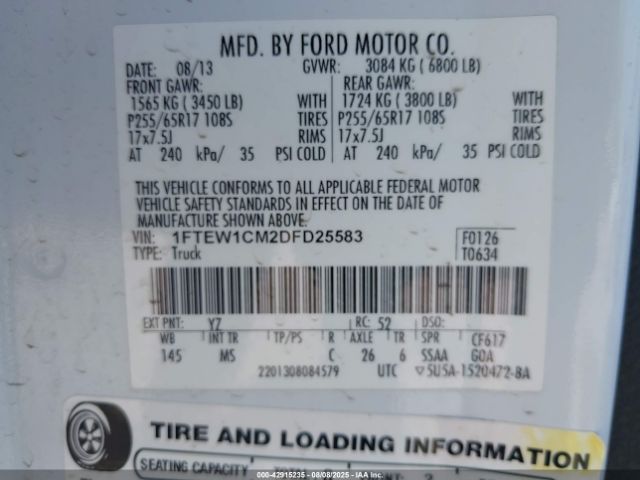 MFD. BY FORD MOTOR CO.
DATE: 08/13 GVWR: 3084 KG ( 6800 LB)
FRONT GAWR: REAR GAWR:
1565 KG ( 3450 LB) WITH 1724 KG ( 3800 LB) WITH
P255/65R17 108S TIRES P255/65R17 108S TIRES
17x7.5J RIMS 17x7.5J RIMS
AT 240 kPa/ 35 PSI COLD AT 240 kPa/ 35 PSI COLD
THIS VEHICLE CONFORMS TO ALL APPLICABLE FEDERAL MOTOR
VEHICLE SAFETY STANDARDS IN EFFECT ON THE DATE OF
MANUFACTURE SHOWN ABOVE.
VIN: 1FTEW1CM2DFD25583 F0126
TYPE: Truck T0634
EXT PNT: YZ RC: 52 DSO:
WB INT TR TP/PS R AXLE TR SPR CF617
145 MS C 26 6 SSAA GOA
2201308084579 UTC ▽5U5A-1520472-BA
TIRE AND LOADING INFORMATION
SEATING CAPACITY
000-42915235 - 08/08/2025 - IAAI.com